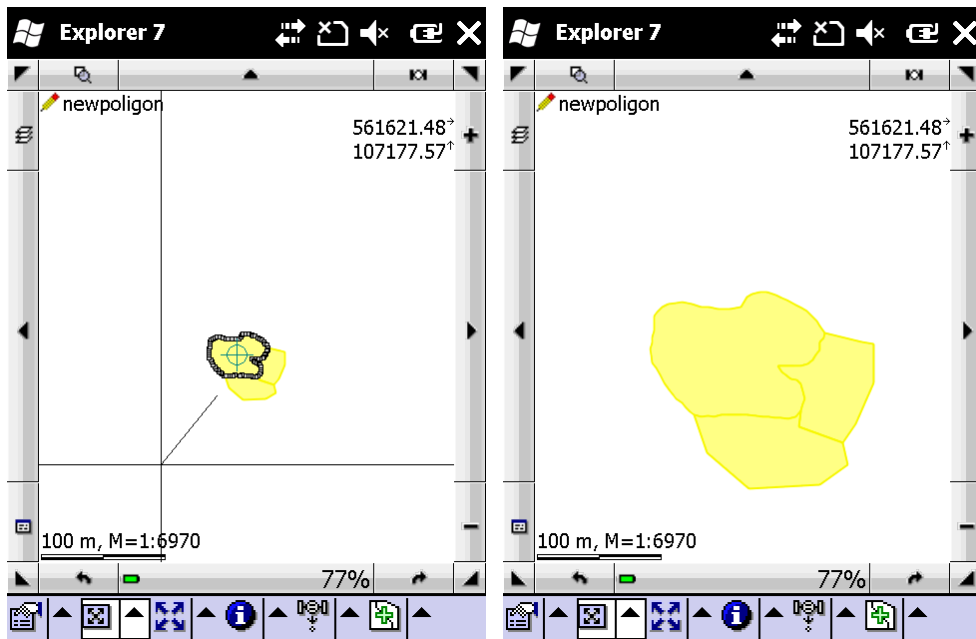 Explorer 7
newpoligon
561621.48
107177.57
100 m, M=1:6970
77%
Explorer 7
newpoligon
561621.48
107177.57
100 m, M=1:6970
77%